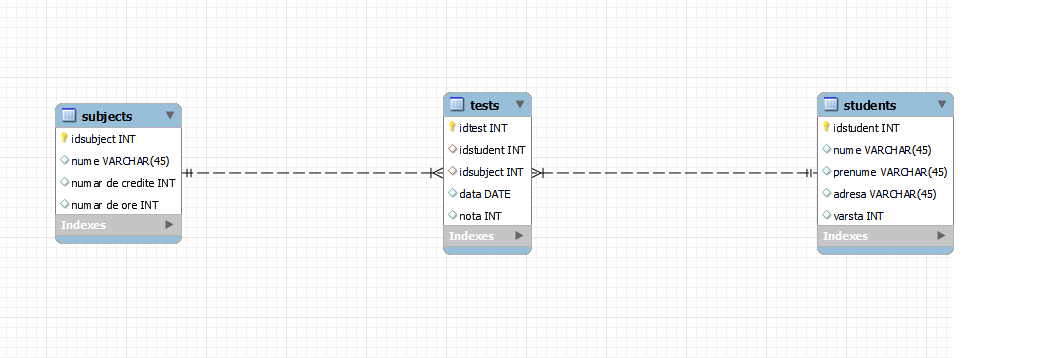 subjects
idsubject INT
nume VARCHAR(45)
numar de credite INT
numar de ore INT
Indexes
tests
idtest INT
idstudent INT
idsubject INT
data DATE
nota INT
Indexes
students
idstudent INT
nume VARCHAR(45)
prenume VARCHAR(45)
adresa VARCHAR(45)
varsta INT
Indexes